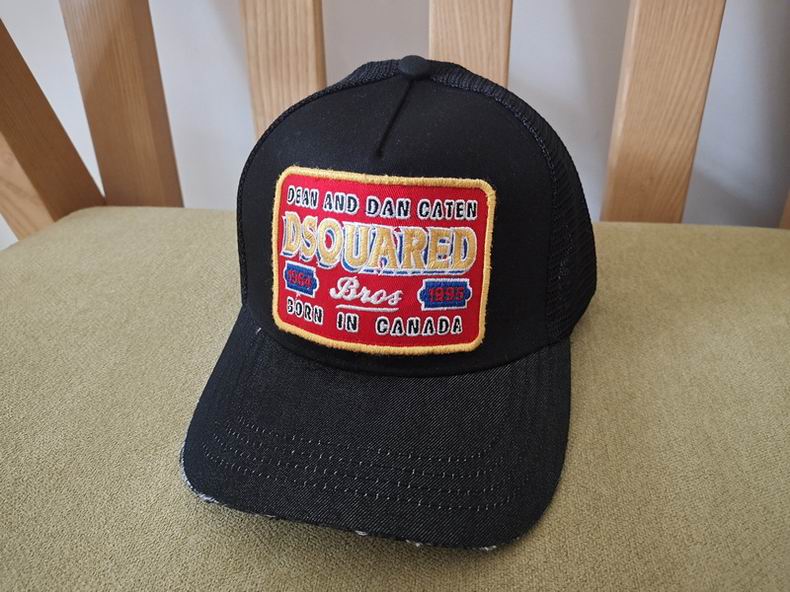 DEAN AND DAN CATEN
DSQUARED
1964 Bros 1995
BORN IN CANADA